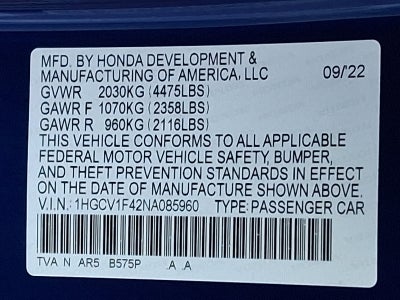 MFD. BY HONDA DEVELOPMENT &
MANUFACTURING OF AMERICA, LLC 09/'22
GVWR 2030KG (4475LBS)
GAWR F 1070KG (2358LBS)
GAWR R 960KG (2116LBS)
THIS VEHICLE CONFORMS TO ALL APPLICABLE
FEDERAL MOTOR VEHICLE SAFETY, BUMPER,
AND THEFT PREVENTION STANDARDS IN EFFECT
ON THE DATE OF MANUFACTURE SHOWN ABOVE.
V.I.N.: 1HGCV1F42NA085960 TYPE: PASSENGER CAR
TVA N AR5 B575P .A .A